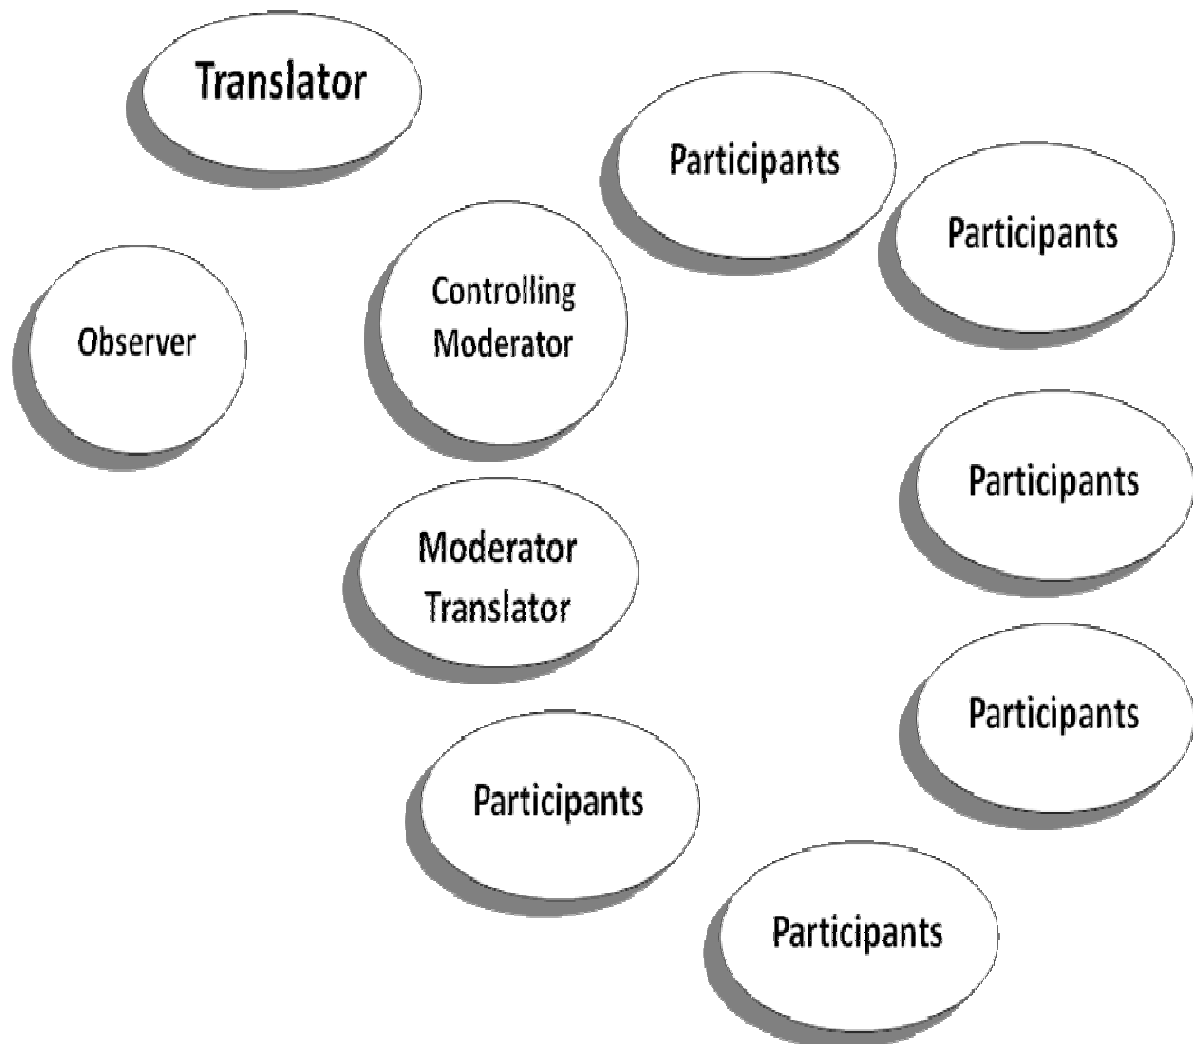 Translator
Participants
Participants
Controlling
Moderator
Observer
Participants
Moderator
Translator
Participants
Participants
Participants